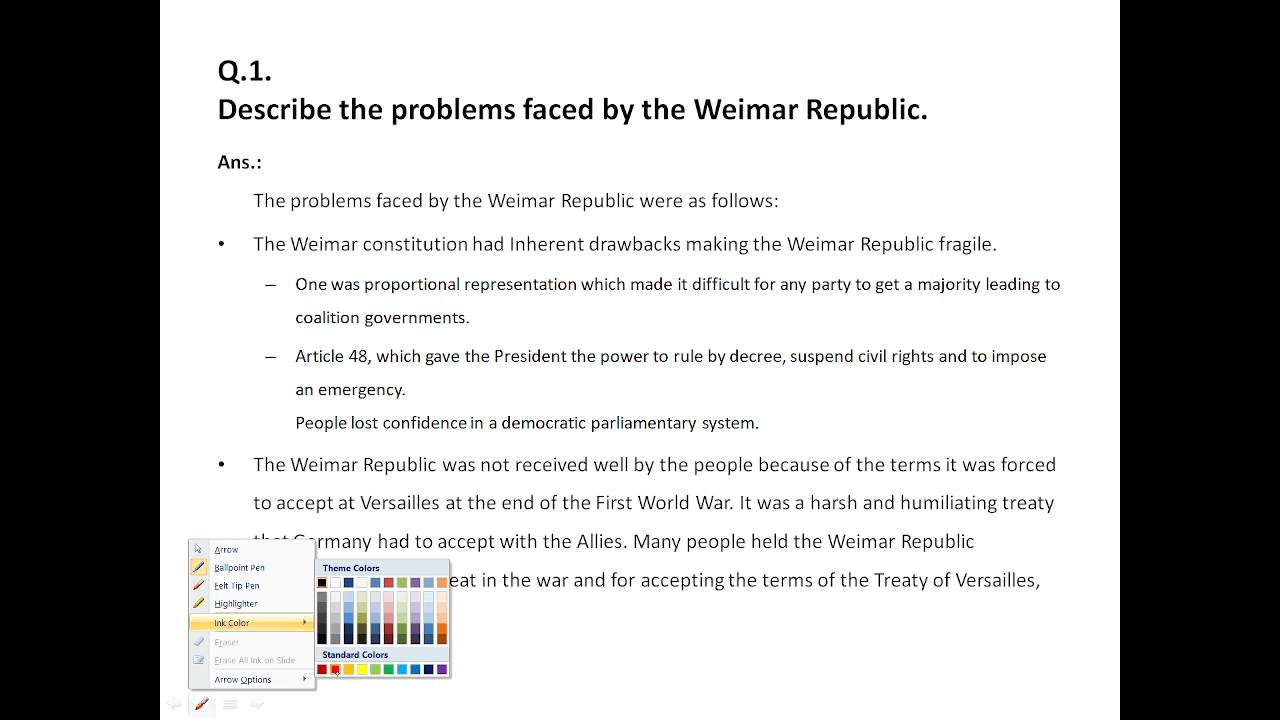 Q.1.
Describe the problems faced by the Weimar Republic.
Ans.:
The problems faced by the Weimar Republic were as follows:
• The Weimar constitution had Inherent drawbacks making the Weimar Republic fragile.
– One was proportional representation which made it difficult for any party to get a majority leading to
coalition governments.
– Article 48, which gave the President the power to rule by decree, suspend civil rights and to impose
an emergency.
People lost confidence in a democratic parliamentary system.
• The Weimar Republic was not received well by the people because of the terms it was forced
to accept at Versailles at the end of the First World War. It was a harsh and humiliating treaty
that Germany had to accept with the Allies. Many people held the Weimar Republic
in the war and for accepting the terms of the Treaty of Versailles,
Arrow
Ballpoint Pen
Felt Tip Pen
Highlighter
Ink Color
Eraser
Erase All Ink on Slide
Arrow Options
Theme Colors
Standard Colors